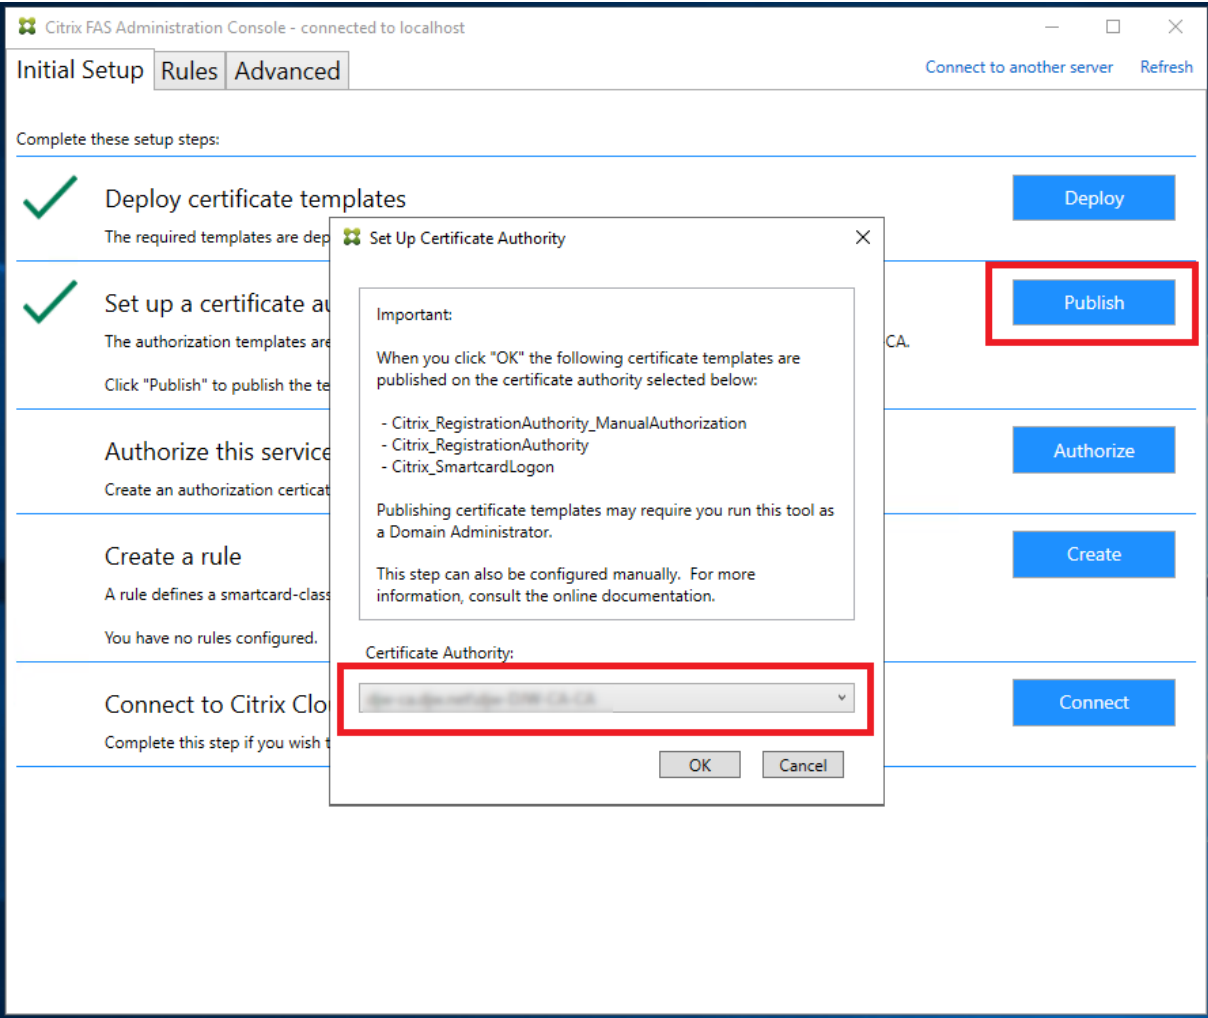 Citrix FAS Administration Console - connected to localhost
Initial Setup Rules Advanced
Connect to another server Refresh
Complete these setup steps:
Deploy certificate templates
Deploy
The required templates are dep
Set up a certificate au
Publish
The authorization templates are
CA.
Click "Publish" to publish the te
Authorize this service
Authorize
Create an authorization certicat
Create a rule
Create
A rule defines a smartcard-class
You have no rules configured.
Connect to Citrix Clou
Connect
Complete this step if you wish t
Set Up Certificate Authority
Important:
When you click "OK" the following certificate templates are
published on the certificate authority selected below:
- Citrix_RegistrationAuthority_ManualAuthorization
- Citrix_RegistrationAuthority
- Citrix_SmartcardLogon
Publishing certificate templates may require you run this tool as
a Domain Administrator.
This step can also be configured manually. For more
information, consult the online documentation.
Certificate Authority:
OK Cancel